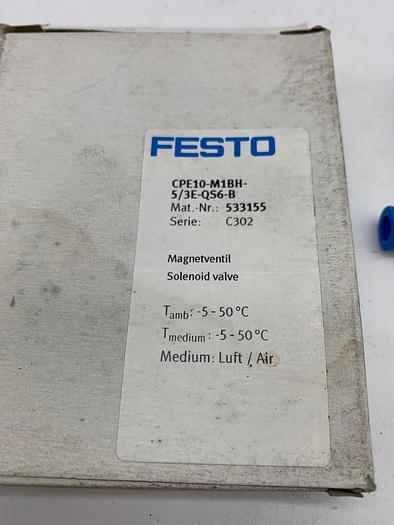 FESTO
CPE10-M1BH-
5/3E-QS6-B
Mat.-Nr.: 533155
Serie: C302
Magnetventil
Solenoid valve
Tamb: -5 - 50 °C
Tmedium: -5 - 50 °C
Medium: Luft / Air